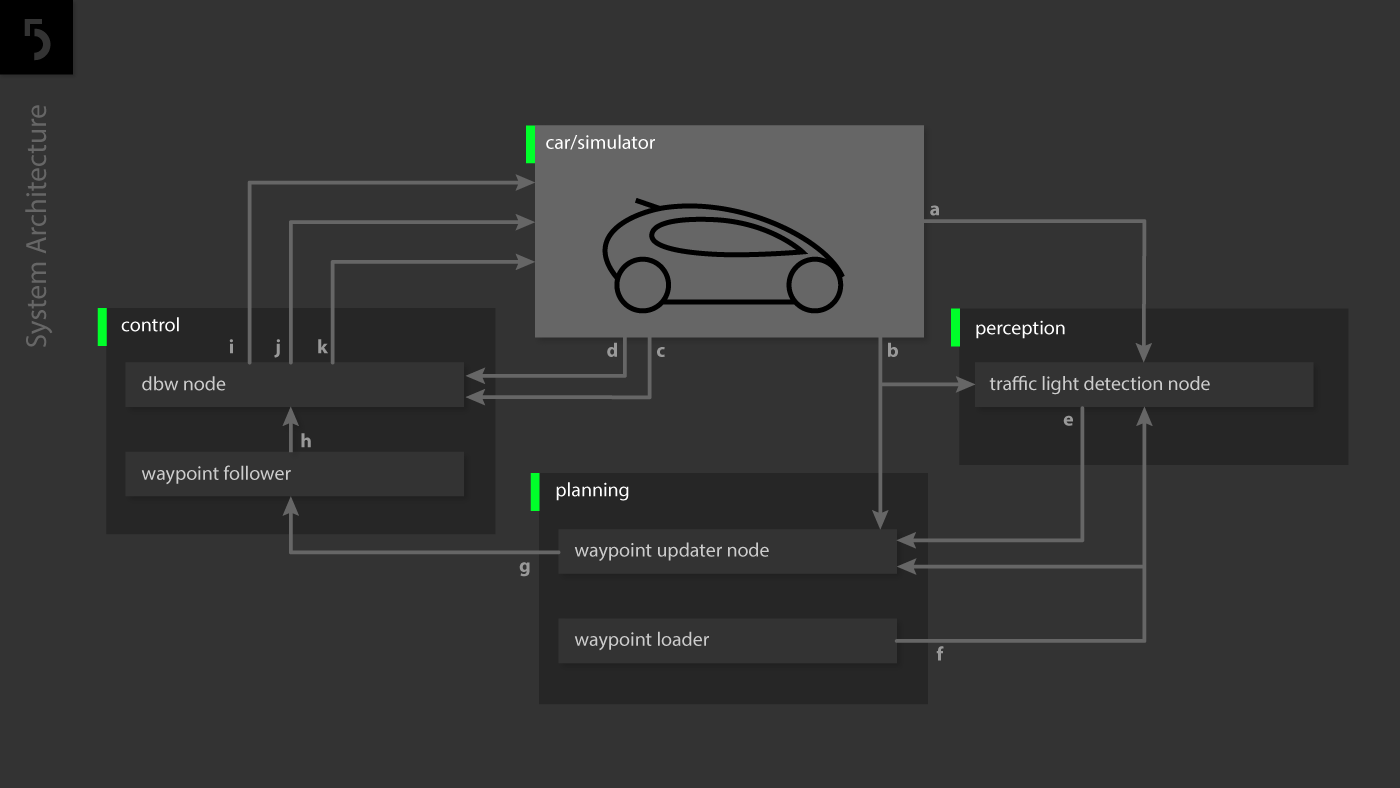 5
System Architecture
car/simulator
a
control
i
j
k
d
c
b
perception
dbw node
traffic light detection node
e
h
waypoint follower
planning
waypoint updater node
g
waypoint loader
f